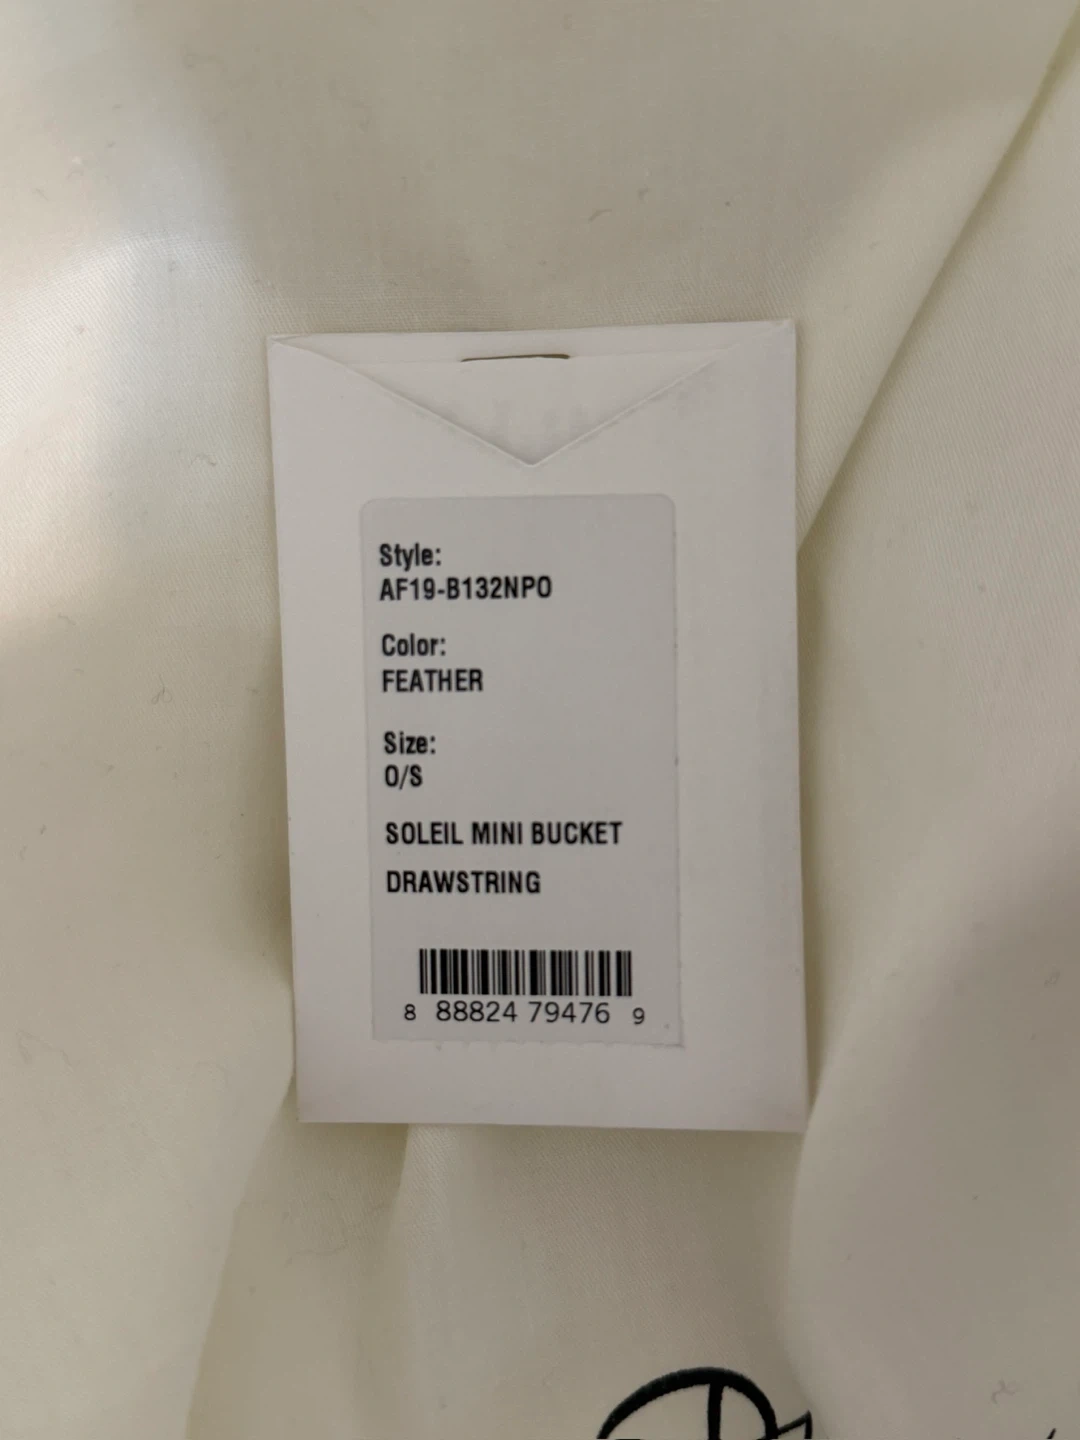 Style:
AF19-B132NPO
Color:
FEATHER
Size:
O/S
SOLEIL MINI BUCKET
DRAWSTRING
8 88824 79476 9